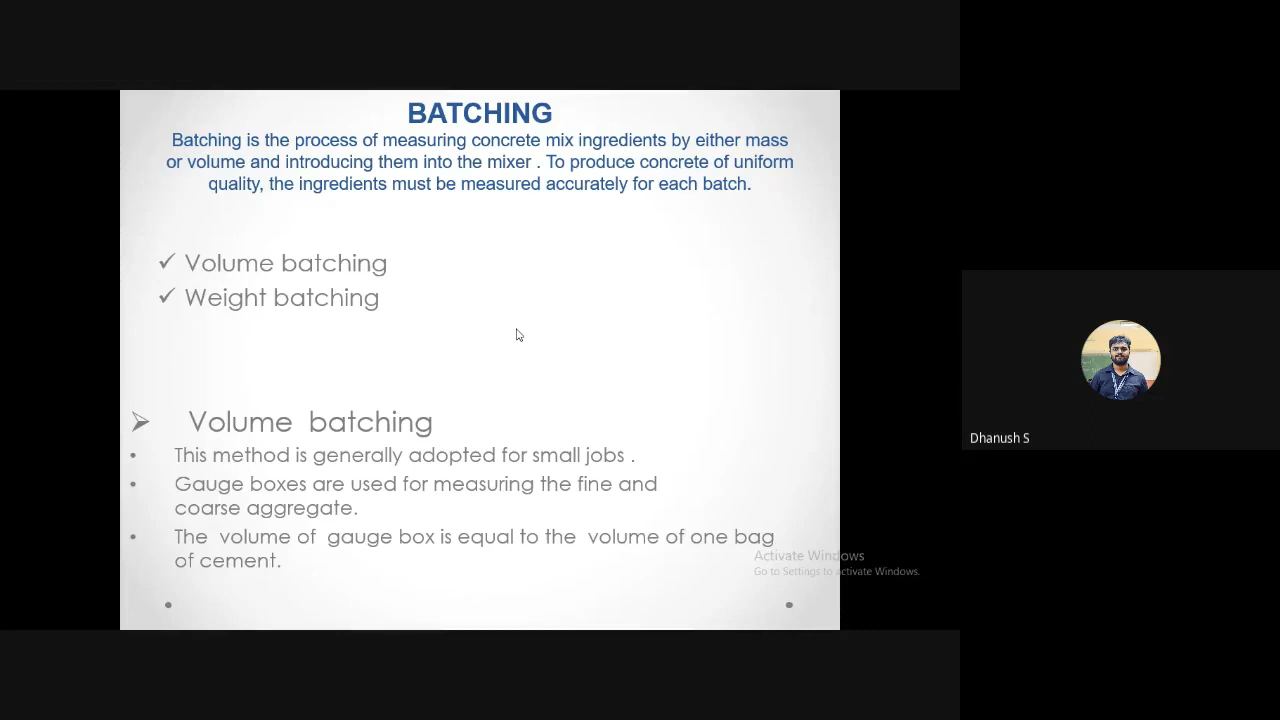 BATCHING
Batching is the process of measuring concrete mix ingredients by either mass
or volume and introducing them into the mixer . To produce concrete of uniform
quality, the ingredients must be measured accurately for each batch.
✓ Volume batching
✓ Weight batching
➢ Volume batching
• This method is generally adopted for small jobs .
• Gauge boxes are used for measuring the fine and
coarse aggregate.
• The volume of gauge box is equal to the volume of one bag
of cement.
Activate Windows
Go to Settings to activate Windows.
Dhanush S